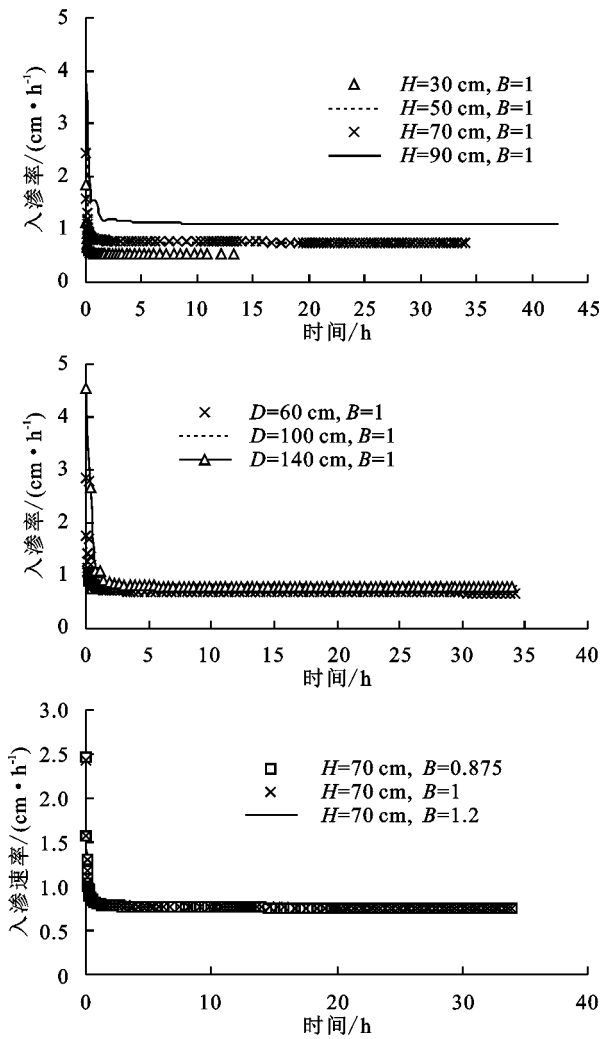 5
4
3
2
1
0
入渗率/(cm·h⁻¹)
H=30 cm, B=1
H=50 cm, B=1
H=70 cm, B=1
H=90 cm, B=1
0 5 10 15 20 25 30 35 40 45
时间/h
5
4
3
2
1
0
入渗率/(cm·h⁻¹)
D=60 cm, B=1
D=100 cm, B=1
D=140 cm, B=1
0 5 10 15 20 25 30 35 40
时间/h
3.0
2.5
2.0
1.5
1.0
0.5
0
入渗速率/(cm·h⁻¹)
H=70 cm, B=0.875
H=70 cm, B=1
H=70 cm, B=1.2
0 10 20 30 40
时间/h